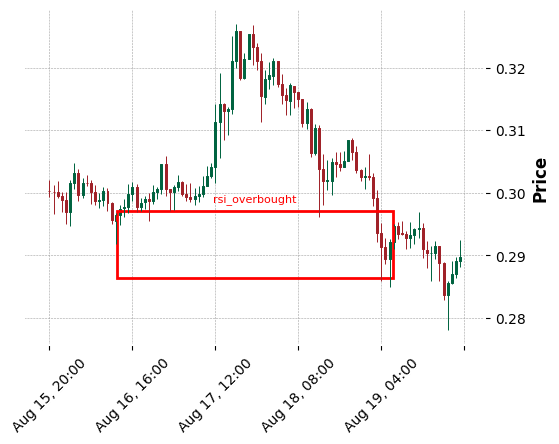 0.32
0.31
rsi_overbought
0.30
0.29
0.28
Price
Aug 15, 20:00
Aug 16, 16:00
Aug 17, 12:00
Aug 18, 08:00
Aug 19, 04:00